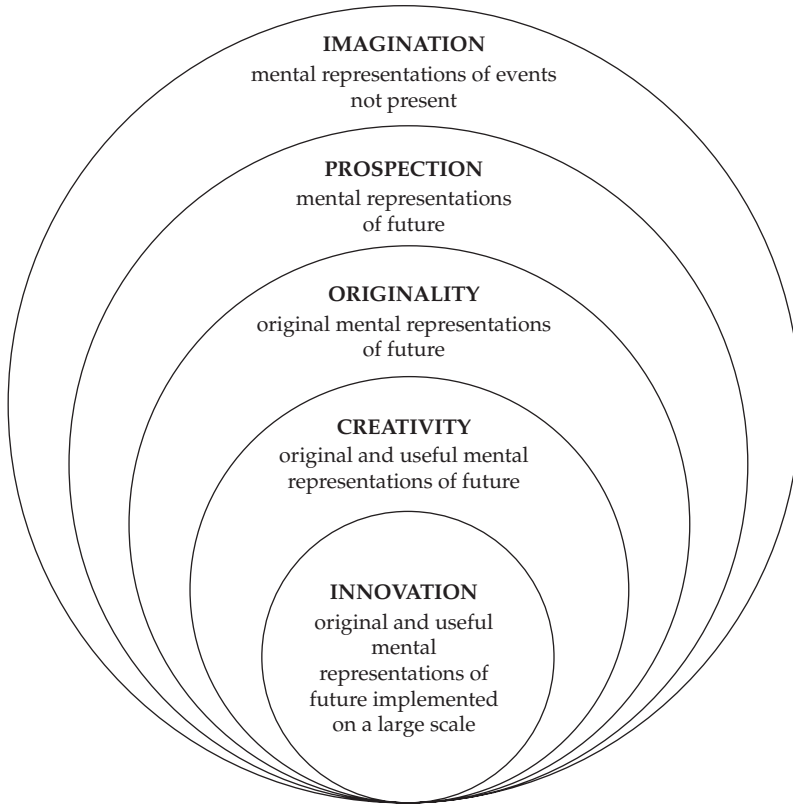 IMAGINATION
mental representations of events
not present
PROSPECTION
mental representations
of future
ORIGINALITY
original mental representations
of future
CREATIVITY
original and useful mental
representations of future
INNOVATION
original and useful
mental
representations of
future implemented
on a large scale